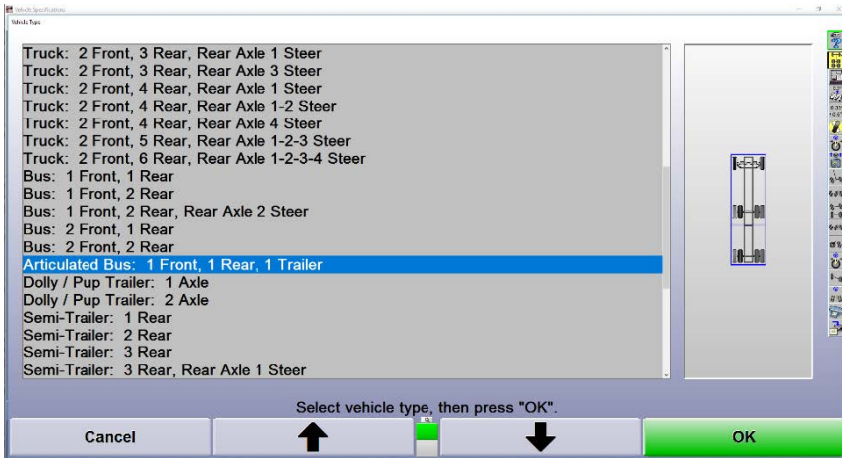 Vehicle Specifications
Vehicle Type
Truck: 2 Front, 3 Rear, Rear Axle 1 Steer
Truck: 2 Front, 3 Rear, Rear Axle 3 Steer
Truck: 2 Front, 4 Rear, Rear Axle 1 Steer
Truck: 2 Front, 4 Rear, Rear Axle 1-2 Steer
Truck: 2 Front, 4 Rear, Rear Axle 4 Steer
Truck: 2 Front, 5 Rear, Rear Axle 1-2-3 Steer
Truck: 2 Front, 6 Rear, Rear Axle 1-2-3-4 Steer
Bus: 1 Front, 1 Rear
Bus: 1 Front, 2 Rear
Bus: 1 Front, 2 Rear, Rear Axle 2 Steer
Bus: 2 Front, 1 Rear
Bus: 2 Front, 2 Rear
Articulated Bus: 1 Front, 1 Rear, 1 Trailer
Dolly / Pup Trailer: 1 Axle
Dolly / Pup Trailer: 2 Axle
Semi-Trailer: 1 Rear
Semi-Trailer: 2 Rear
Semi-Trailer: 3 Rear
Semi-Trailer: 3 Rear, Rear Axle 1 Steer
Select vehicle type, then press "OK".
Cancel
OK